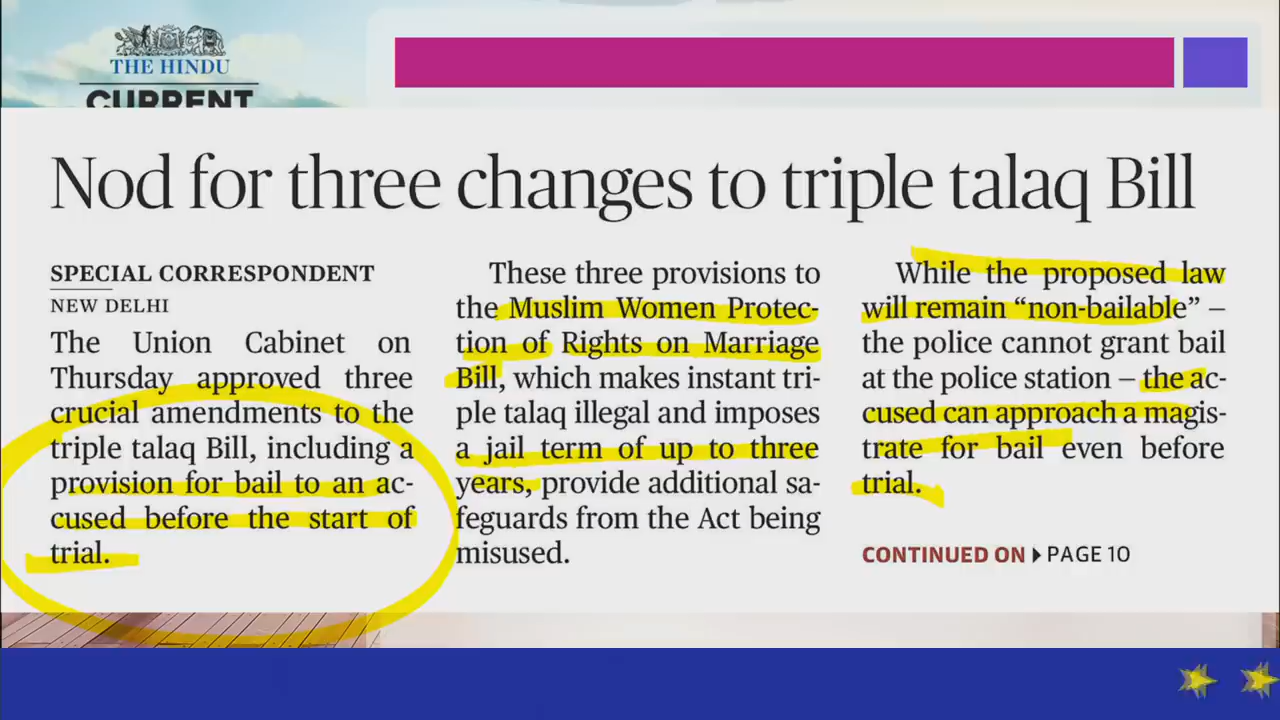 THE HINDU
CURRENT
Nod for three changes to triple talaq Bill
SPECIAL CORRESPONDENT
NEW DELHI
The Union Cabinet on
Thursday approved three
crucial amendments to the
triple talaq Bill, including a
provision for bail to an ac-
cused before the start of
trial.
These three provisions to
the Muslim Women Protec-
tion of Rights on Marriage
Bill, which makes instant tri-
ple talaq illegal and imposes
a jail term of up to three
years, provide additional sa-
feguards from the Act being
misused.
While the proposed law
will remain “non-bailable” –
the police cannot grant bail
at the police station – the ac-
cused can approach a magis-
trate for bail even before
trial.
CONTINUED ON PAGE 10